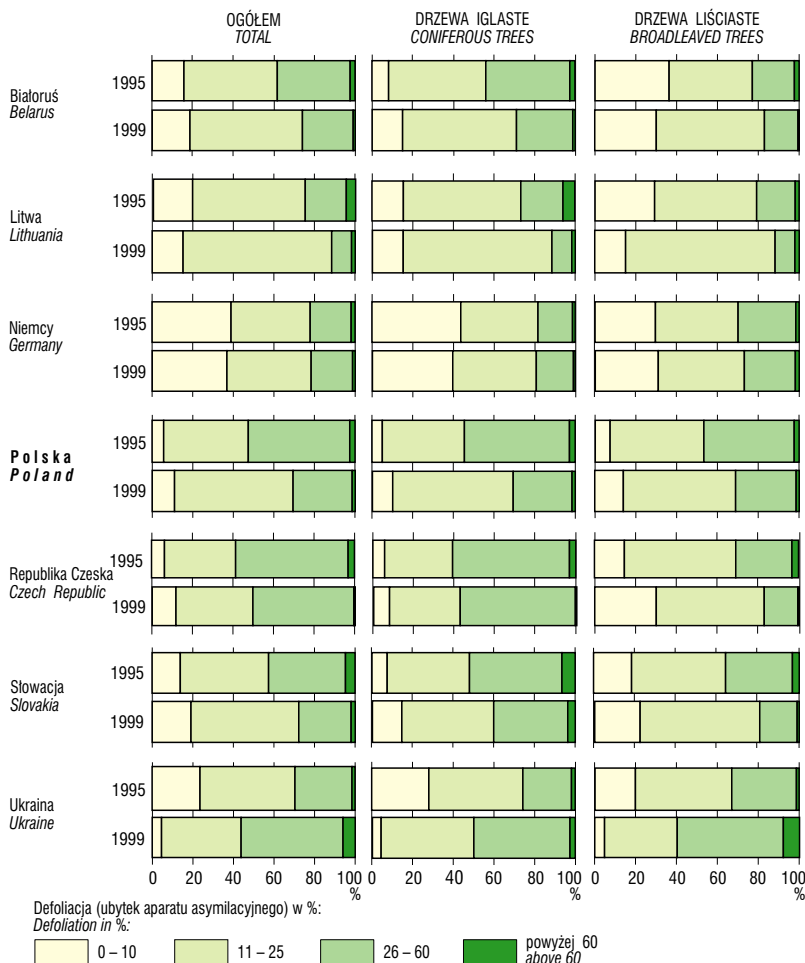 OGÓŁEM
TOTAL
DRZEWA IGLASTE
CONIFEROUS TREES
DRZEWA LIŚCIASTE
BROADLEAVED TREES
Białoruś
Belarus
1995
1999
Litwa
Lithuania
1995
1999
Niemcy
Germany
1995
1999
Polska
Poland
1995
1999
Republika Czeska
Czech Republic
1995
1999
Słowacja
Slovakia
1995
1999
Ukraina
Ukraine
1995
1999
0 20 40 60 80 100
%
0 20 40 60 80 100
%
0 20 40 60 80 100
%
Defoliacja (ubytek aparatu asymilacyjnego) w %:
Defoliation in %:
0 – 10
11 – 25
26 – 60
powyżej 60
above 60